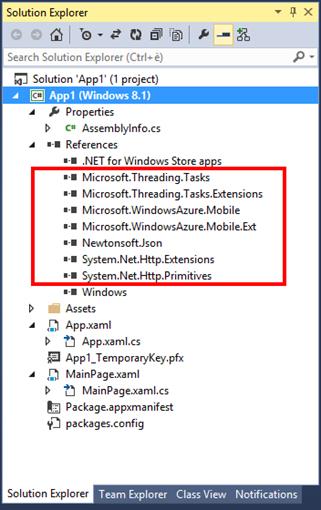 Solution Explorer
Search Solution Explorer (Ctrl+è)
Solution 'App1' (1 project)
App1 (Windows 8.1)
Properties
AssemblyInfo.cs
References
.NET for Windows Store apps
Microsoft.Threading.Tasks
Microsoft.Threading.Tasks.Extensions
Microsoft.WindowsAzure.Mobile
Microsoft.WindowsAzure.Mobile.Ext
Newtonsoft.Json
System.Net.Http.Extensions
System.Net.Http.Primitives
Windows
Assets
App.xaml
App.xaml.cs
App1_TemporaryKey.pfx
MainPage.xaml
MainPage.xaml.cs
Package.appxmanifest
packages.config
Solution Explorer Team Explorer Class View Notifications